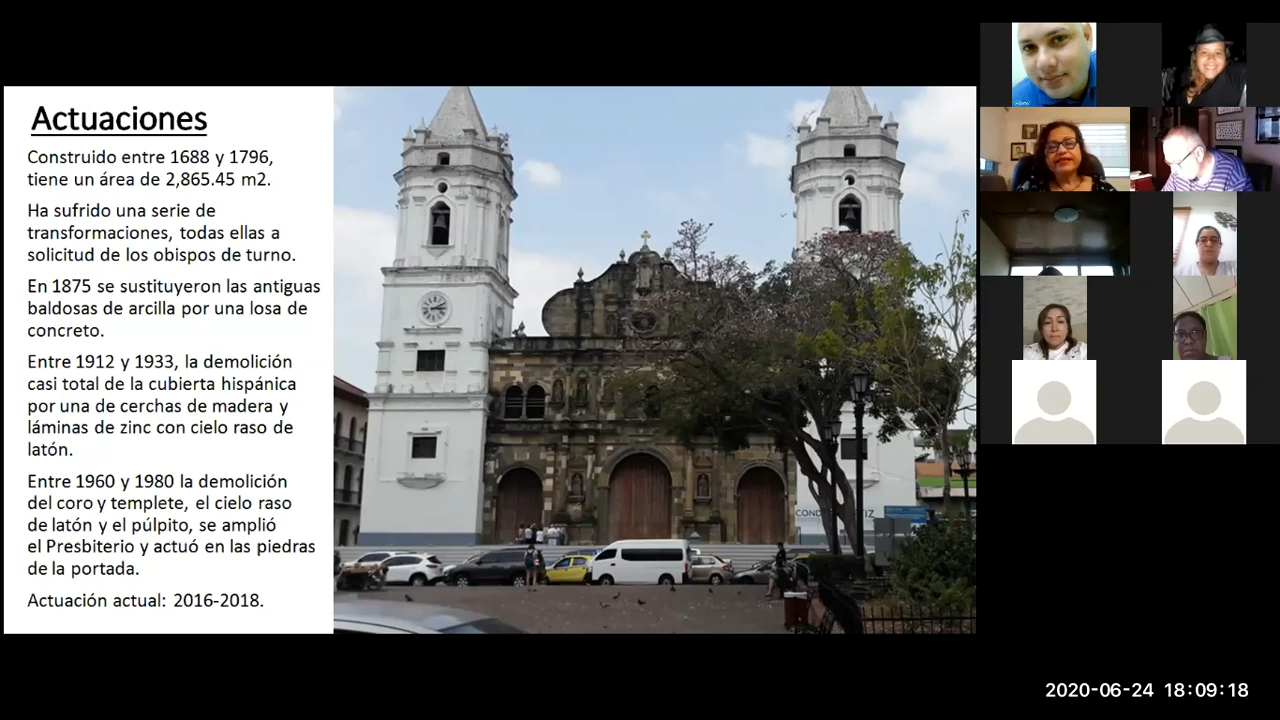 Actuaciones
Construido entre 1688 y 1796,
tiene un área de 2,865.45 m2.
Ha sufrido una serie de
transformaciones, todas ellas a
solicitud de los obispos de turno.
En 1875 se sustituyeron las antiguas
baldosas de arcilla por una losa de
concreto.
Entre 1912 y 1933, la demolición
casi total de la cubierta hispánica
por una de cerchas de madera y
láminas de zinc con cielo raso de
latón.
Entre 1960 y 1980 la demolición
del coro y templete, el cielo raso
de latón y el púlpito, se amplió
el Presbiterio y actuó en las piedras
de la portada.
Actuación actual: 2016-2018.
2020-06-24 18:09:18